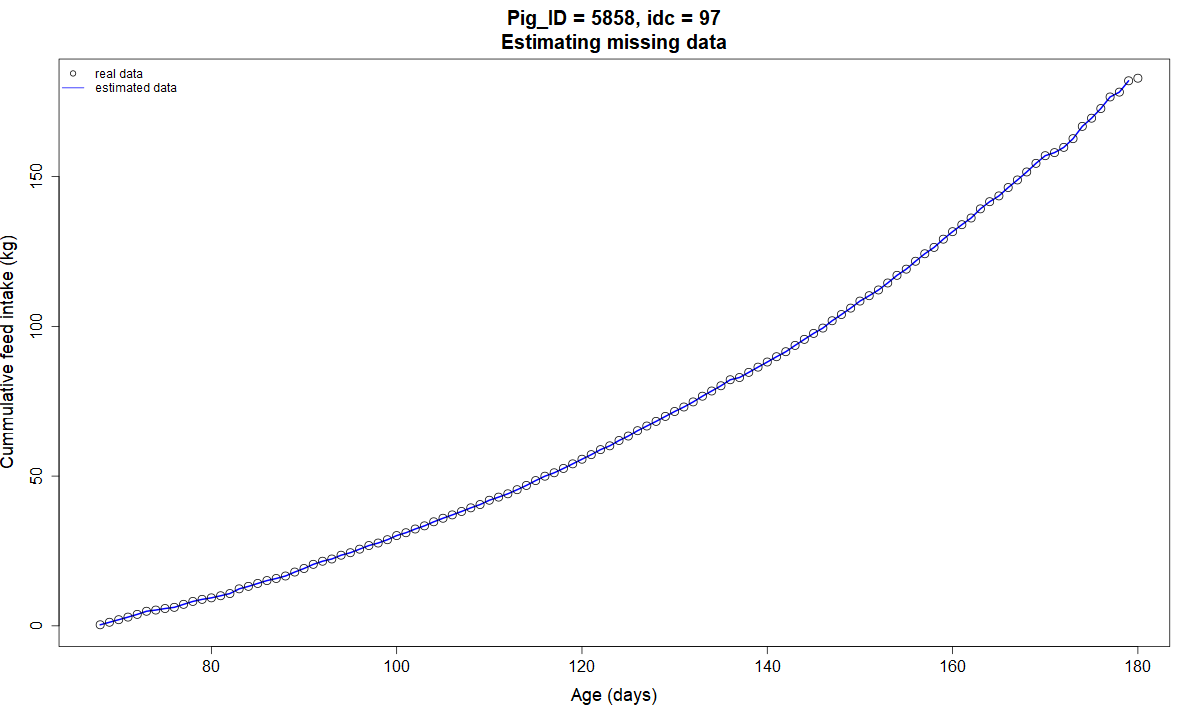 Pig_ID = 5858, idc = 97
Estimating missing data
real data
estimated data
Cummulative feed intake (kg)
150
100
50
0
80 100 120 140 160 180
Age (days)